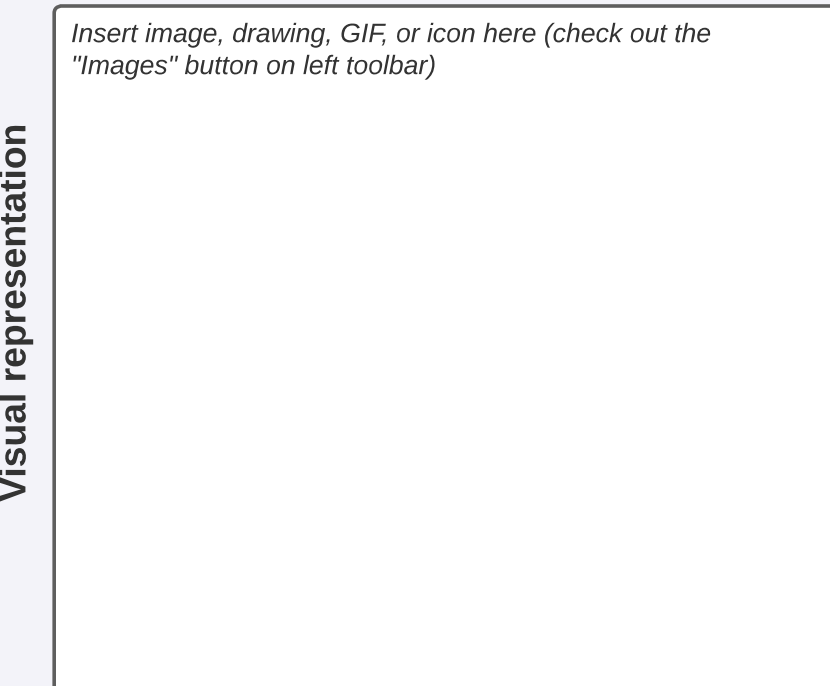 Insert image, drawing, GIF, or icon here (check out the
"Images" button on left toolbar)
Visual representation